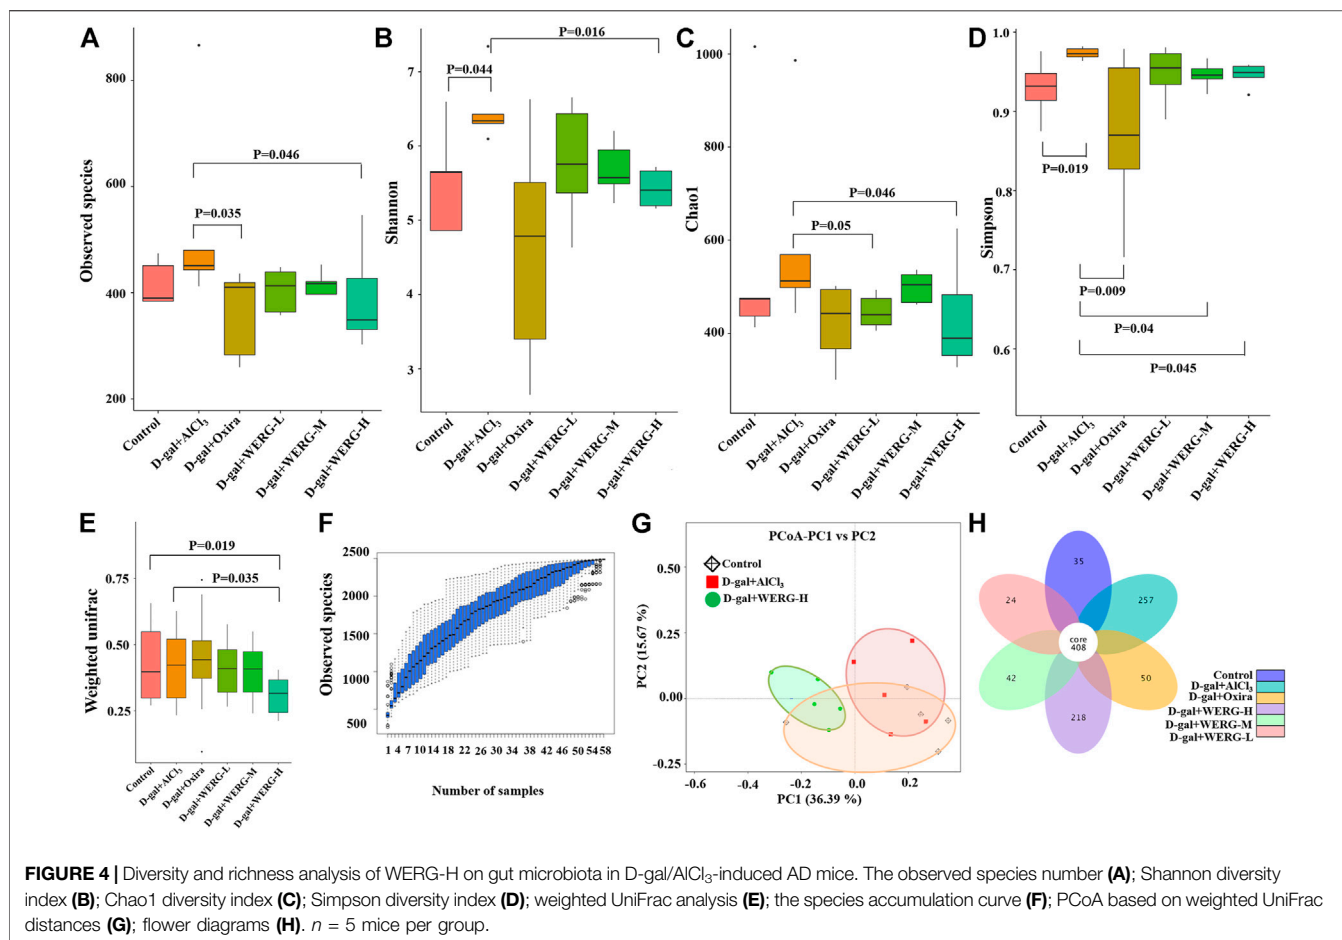 A
800
600
400
200
Observed species
P=0.046
P=0.035
Control
D-gal+AlCl₃
D-gal+Oxira
D-gal+WERG-L
D-gal+WERG-M
D-gal+WERG-H
B
7
6
5
4
3
Shannon
P=0.016
P=0.044
Control
D-gal+AlCl₃
D-gal+Oxira
D-gal+WERG-L
D-gal+WERG-M
D-gal+WERG-H
C
1000
800
600
400
Chao1
P=0.046
P=0.05
Control
D-gal+AlCl₃
D-gal+Oxira
D-gal+WERG-L
D-gal+WERG-M
D-gal+WERG-H
D
1.0
0.9
0.8
0.7
0.6
Simpson
P=0.019
P=0.009
P=0.04
P=0.045
Control
D-gal+AlCl₃
D-gal+Oxira
D-gal+WERG-L
D-gal+WERG-M
D-gal+WERG-H
E
0.75
0.50
0.25
Weighted unifrac
P=0.019
P=0.035
Control
D-gal+AlCl₃
D-gal+Oxira
D-gal+WERG-L
D-gal+WERG-M
D-gal+WERG-H
F
2500
2000
1500
1000
500
Observed species
1 4 7 10 14 18 22 26 30 34 38 42 46 50 54 58
Number of samples
G
PCoA-PC1 vs PC2
Control
D-gal+AlCl₃
D-gal+WERG-H
0.50
0.25
0.00
-0.25
PC2 (15.67 %)
-0.6 -0.4 -0.2 0.0 0.2
PC1 (36.39 %)
H
35
24
257
core
408
42
50
218
Control
D-gal+AlCl₃
D-gal+Oxira
D-gal+WERG-H
D-gal+WERG-M
D-gal+WERG-L
FIGURE 4 | Diversity and richness analysis of WERG-H on gut microbiota in D-gal/AlCl₃-induced AD mice. The observed species number (A); Shannon diversity
index (B); Chao1 diversity index (C); Simpson diversity index (D); weighted UniFrac analysis (E); the species accumulation curve (F); PCoA based on weighted UniFrac
distances (G); flower diagrams (H). n = 5 mice per group.